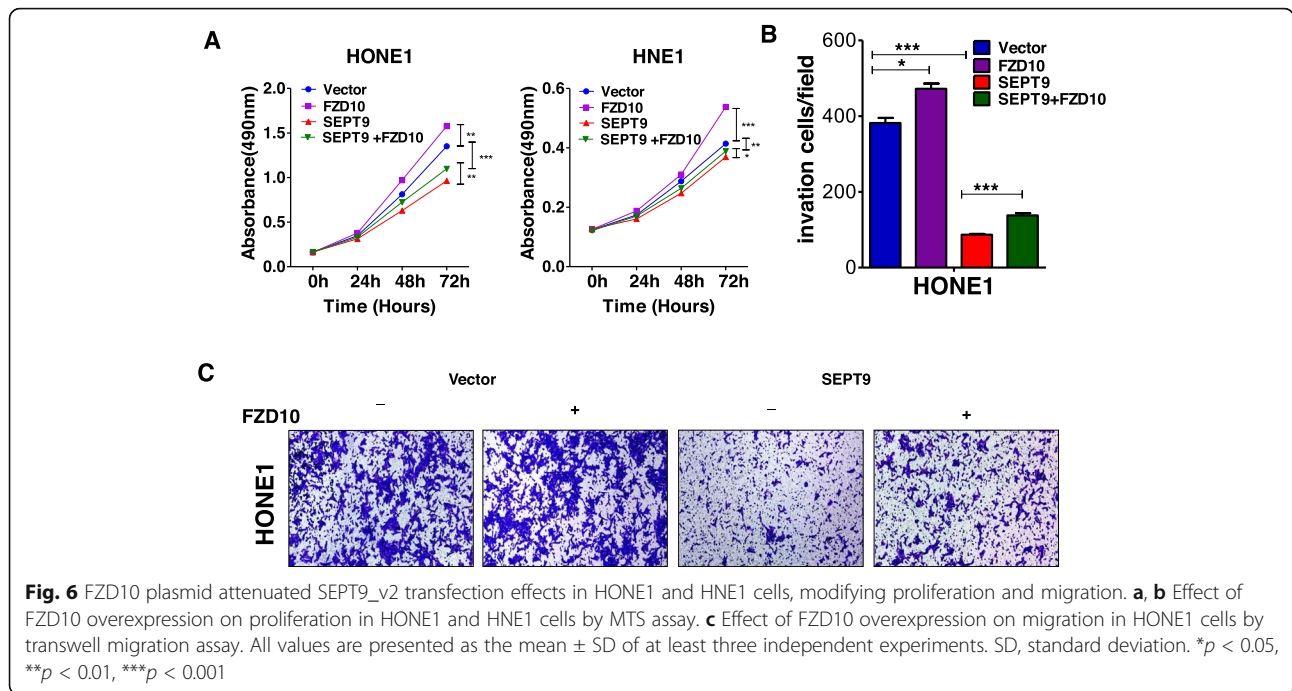 A
HONE1
Vector
FZD10
SEPT9
SEPT9 +FZD10
Absorbance(490nm)
2.0
1.5
1.0
0.5
0.0
**
***
**
0h 24h 48h 72h
Time (Hours)
HNE1
Vector
FZD10
SEPT9
SEPT9 +FZD10
Absorbance(490nm)
0.6
0.4
0.2
0.0
***
**
*
0h 24h 48h 72h
Time (Hours)
B
invation cells/field
600
400
200
0
***
*
***
Vector
FZD10
SEPT9
SEPT9+FZD10
HONE1
C
Vector SEPT9
FZD10 – + – +
HONE1
Fig. 6 FZD10 plasmid attenuated SEPT9_v2 transfection effects in HONE1 and HNE1 cells, modifying proliferation and migration. a, b Effect of
FZD10 overexpression on proliferation in HONE1 and HNE1 cells by MTS assay. c Effect of FZD10 overexpression on migration in HONE1 cells by
transwell migration assay. All values are presented as the mean ± SD of at least three independent experiments. SD, standard deviation. *p < 0.05,
**p < 0.01, ***p < 0.001